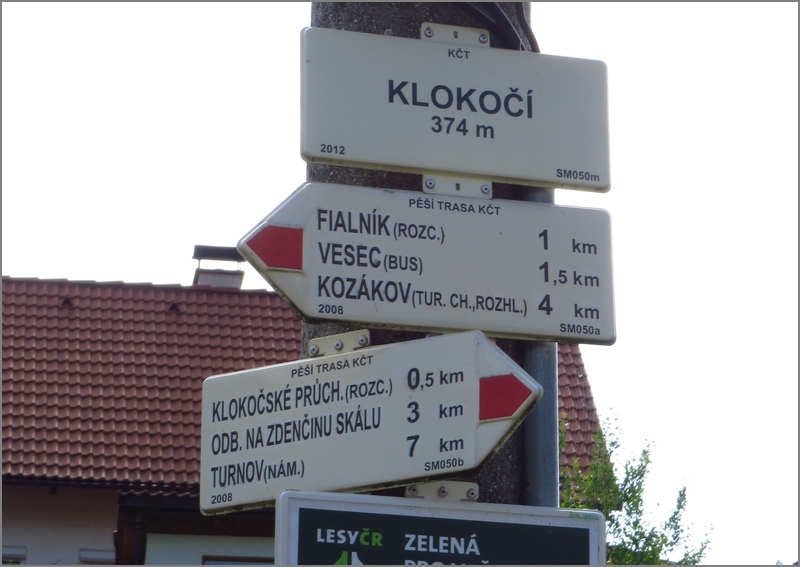 KČT
KLOKOČÍ
374 m
2012 SM050m
PĚŠÍ TRASA KČT
FIALNÍK (ROZC.) 1 km
VESEC (BUS) 1,5 km
KOZÁKOV (TUR. CH.,ROZHL.) 4 km
2008 SM050a
PĚŠÍ TRASA KČT
KLOKOČSKÉ PRŮCH. (ROZC.) 0,5 km
ODB. NA ZDENČINU SKÁLU 3 km
TURNOV (NÁM.) 7 km
2008 SM050b
LESYČR ZELENÁ